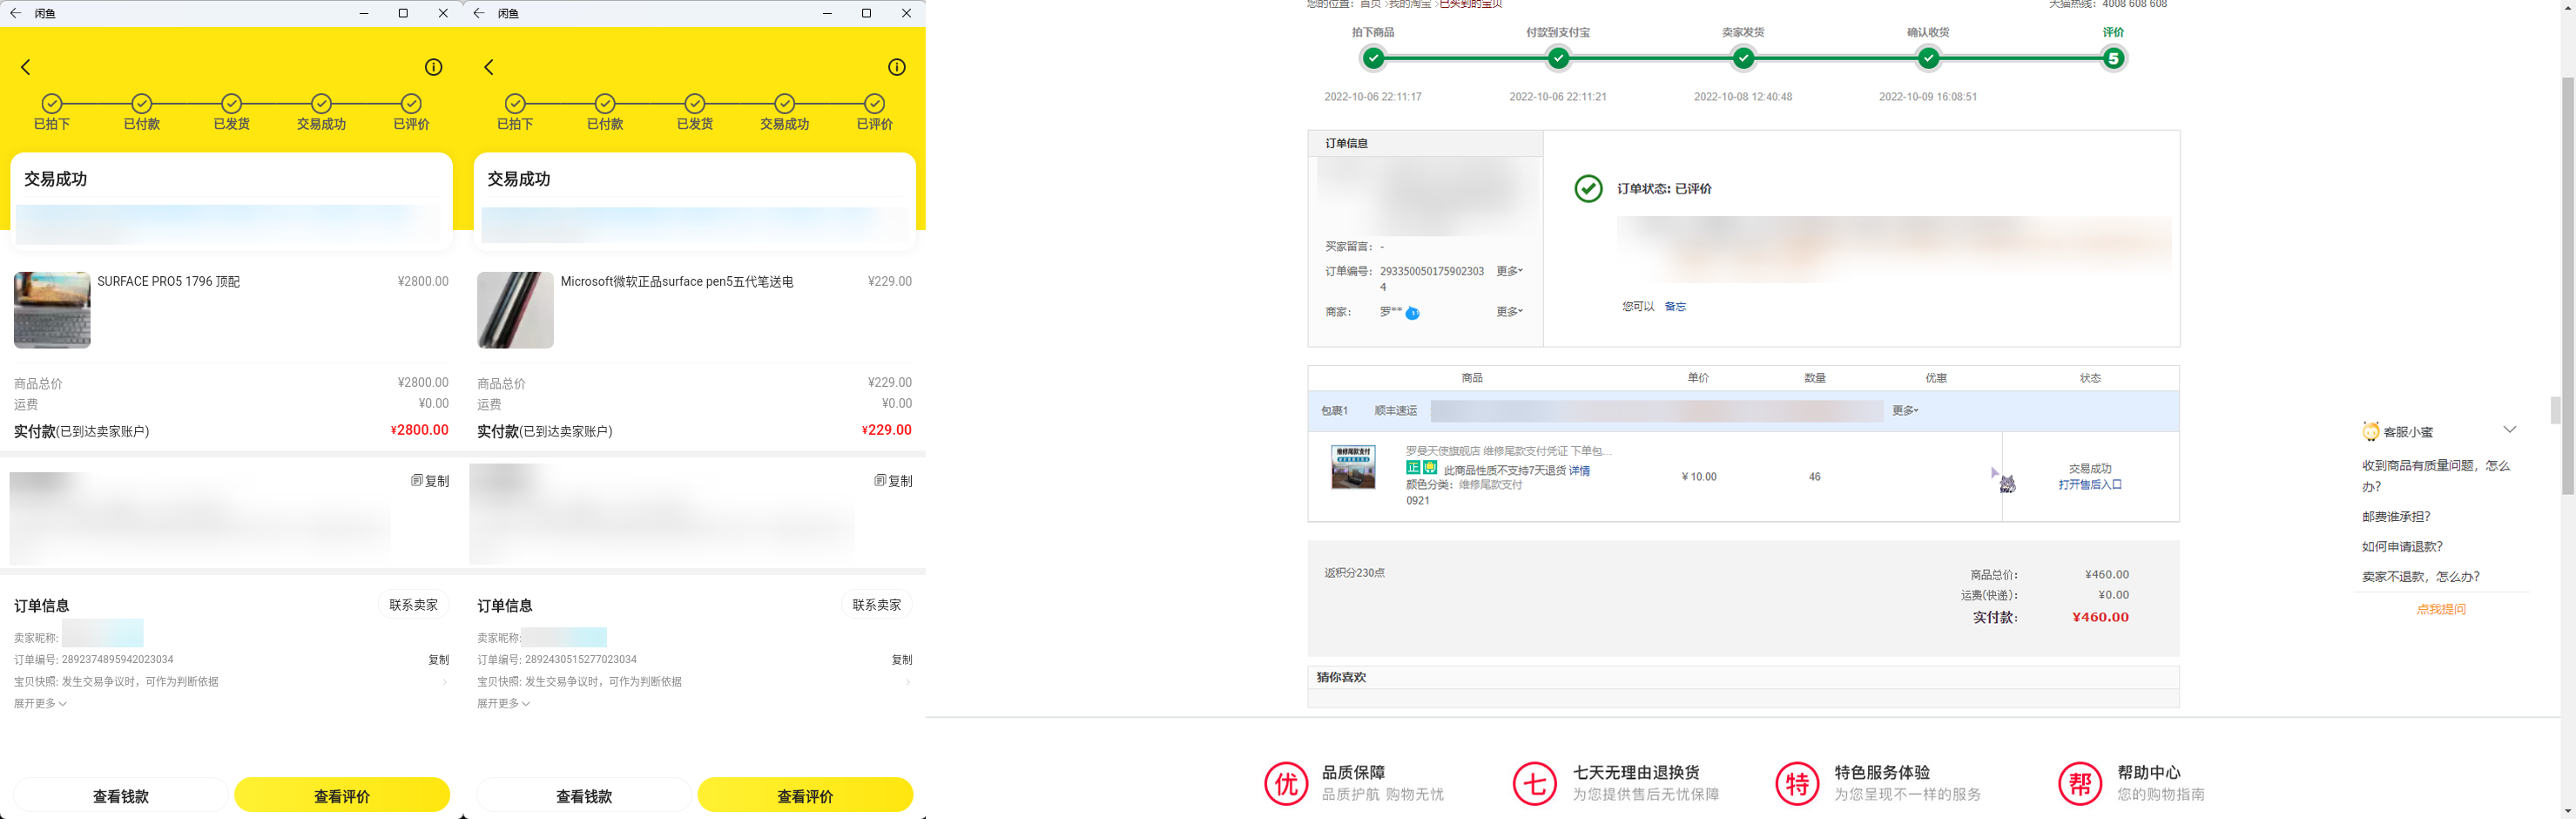 闲鱼
已拍下 已付款 已发货 交易成功 已评价
交易成功
SURFACE PRO5 1796 顶配 ¥2800.00
商品总价 ¥2800.00
运费 ¥0.00
实付款(已到达卖家账户) ¥2800.00
复制
订单信息 联系卖家
卖家昵称:
订单编号: 2892374895942023034 复制
宝贝快照: 发生交易争议时，可作为判断依据
展开更多
查看钱款 查看评价
闲鱼
已拍下 已付款 已发货 交易成功 已评价
交易成功
Microsoft微软正品surface pen5五代笔送电 ¥229.00
商品总价 ¥229.00
运费 ¥0.00
实付款(已到达卖家账户) ¥229.00
复制
订单信息 联系卖家
卖家昵称:
订单编号: 2892430515277023034 复制
宝贝快照: 发生交易争议时，可作为判断依据
展开更多
查看钱款 查看评价
您的位置: 首页 >我的淘宝 >已买到的宝贝 天猫热线: 4008 608 608
拍下商品 付款到支付宝 卖家发货 确认收货 评价
5
2022-10-06 22:11:17 2022-10-06 22:11:21 2022-10-08 12:40:48 2022-10-09 16:08:51
订单信息
买家留言: -
订单编号: 293350050175902303 更多
4
商家: 罗** 更多
订单状态: 已评价
您可以 备忘
商品 单价 数量 优惠 状态
包裹1 顺丰速运 更多
维修尾款支付
罗曼天使旗舰店 维修尾款支付凭证 下单包...
正 此商品性质不支持7天退货 详情
颜色分类: 维修尾款支付
0921
¥10.00 46 交易成功
打开售后入口
返积分230点
商品总价: ¥460.00
运费(快递): ¥0.00
实付款: ¥460.00
猜你喜欢
客服小蜜
收到商品有质量问题，怎么
办?
邮费谁承担?
如何申请退款?
卖家不退款，怎么办?
点我提问
优 品质保障
品质护航 购物无忧
七 七天无理由退换货
为您提供售后无忧保障
特 特色服务体验
为您呈现不一样的服务
帮 帮助中心
您的购物指南